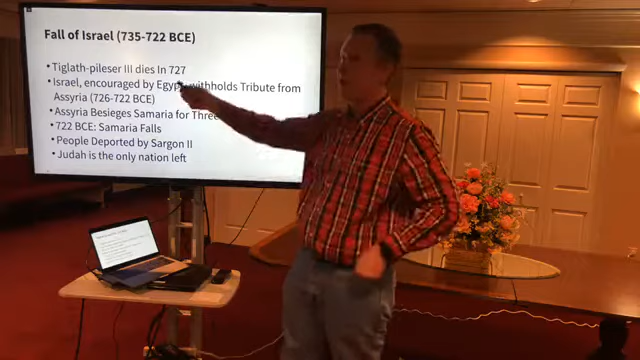 Fall of Israel (735-722 BCE)
• Tiglath-pileser III dies In 727
• Israel, encouraged by Egypt withholds Tribute from
Assyria (726-722 BCE)
• Assyria Besieges Samaria for Three
• 722 BCE: Samaria Falls
• People Deported by Sargon II
• Judah is the only nation left